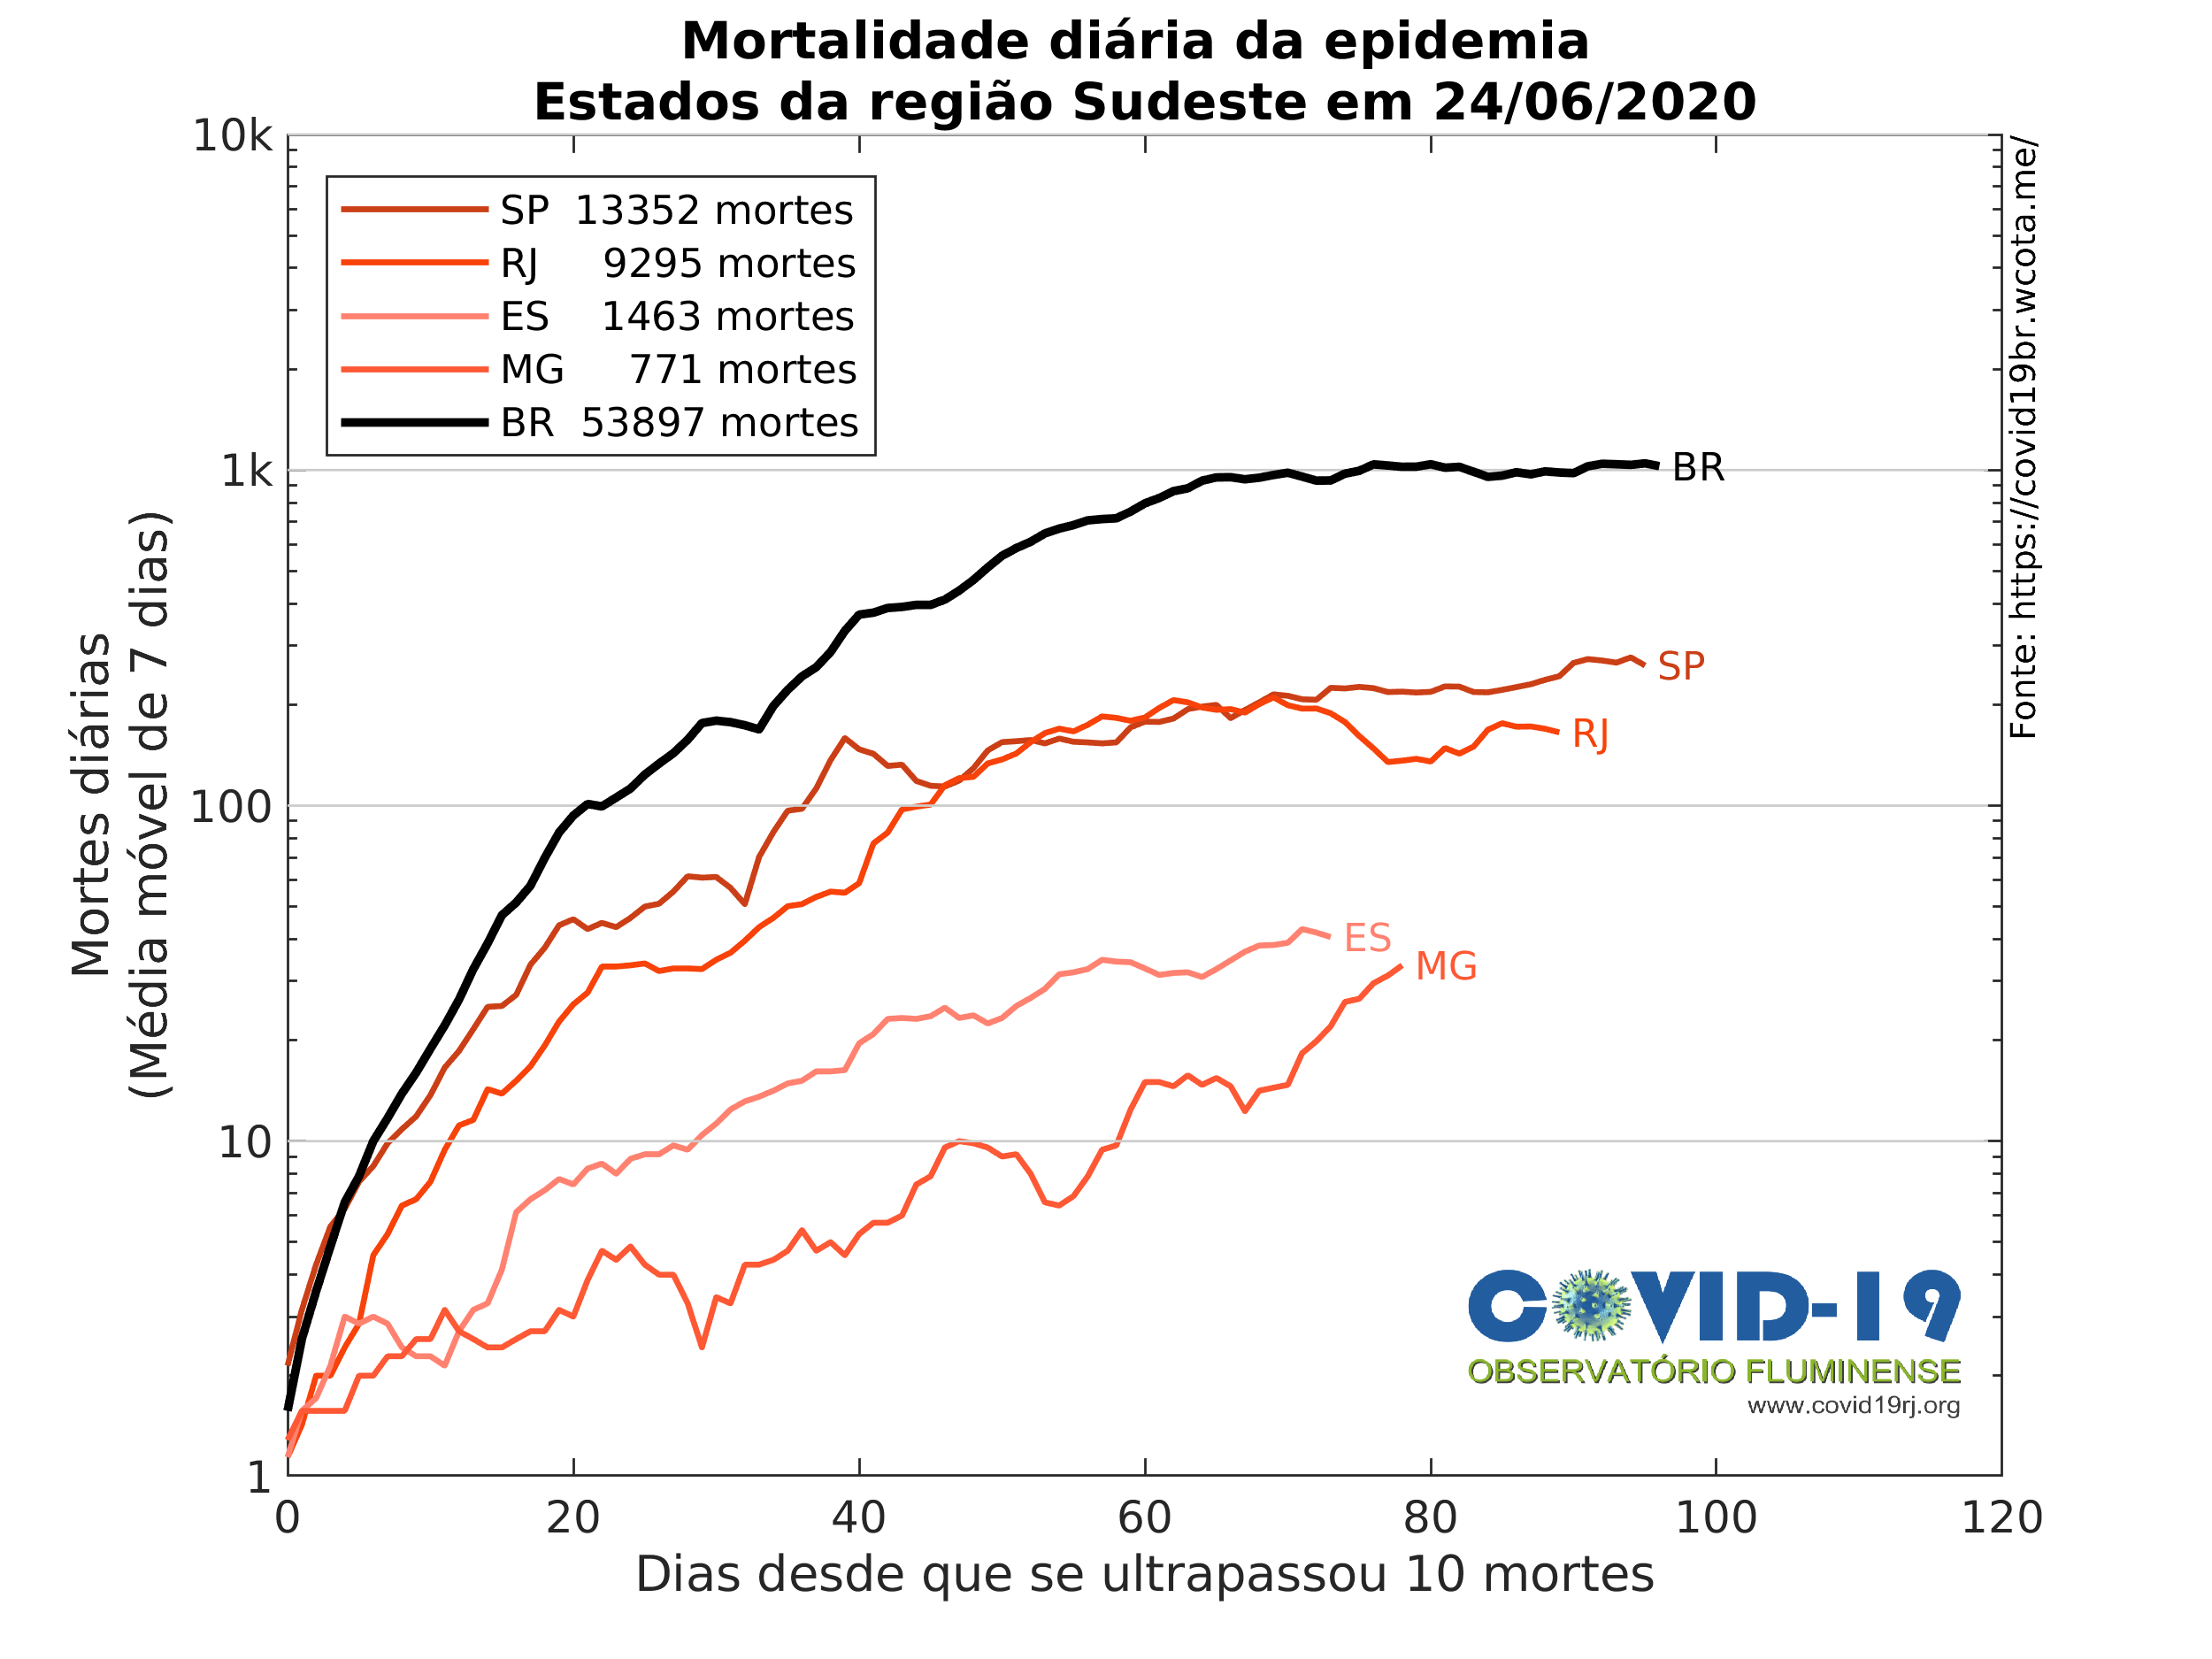 Mortalidade diária da epidemia
Estados da região Sudeste em 24/06/2020
10k
1k
100
10
1
Mortes diárias
(Média móvel de 7 dias)
SP 13352 mortes
RJ 9295 mortes
ES 1463 mortes
MG 771 mortes
BR 53897 mortes
BR
SP
RJ
ES
MG
Fonte: https://covid19br.wcota.me/
COVID-19
OBSERVATÓRIO FLUMINENSE
www.covid19rj.org
0 20 40 60 80 100 120
Dias desde que se ultrapassou 10 mortes